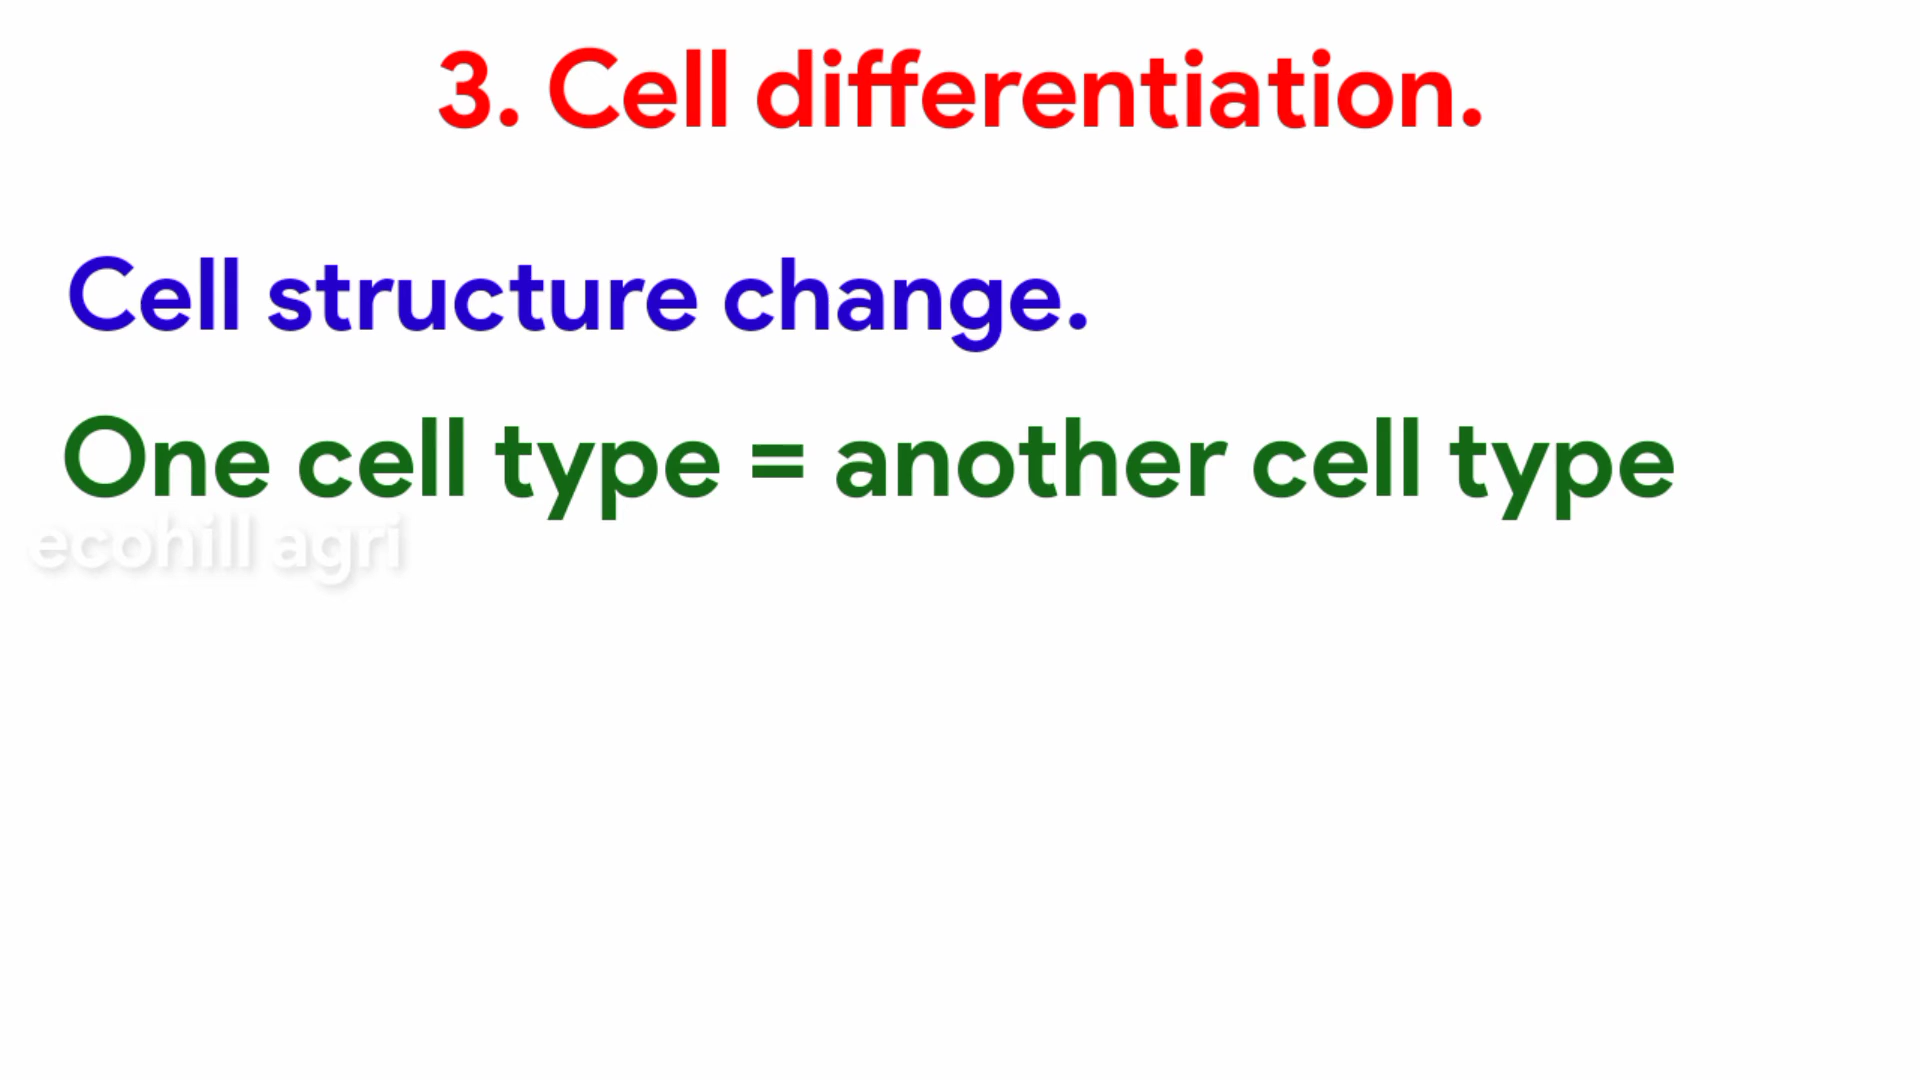 3. Cell differentiation.
Cell structure change.
One cell type = another cell type
ecohill agri